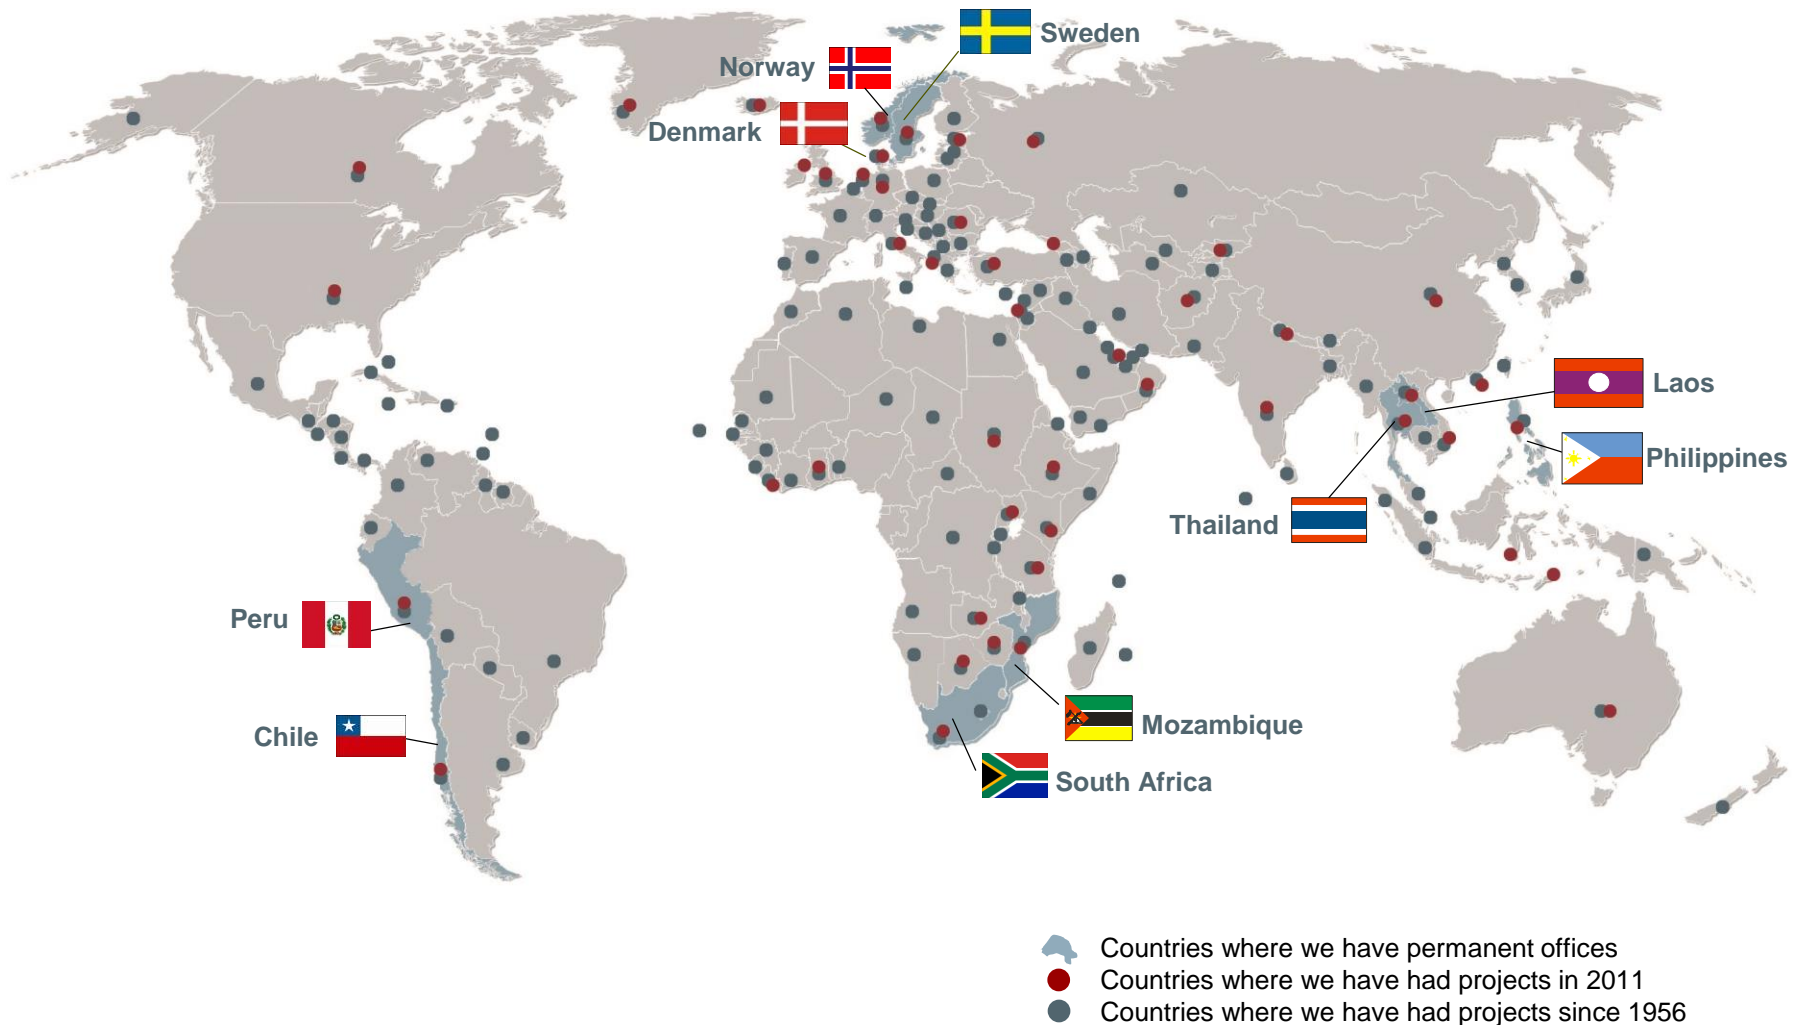 Sweden
Norway
Denmark
Laos
Philippines
Thailand
Peru
Chile
Mozambique
South Africa
Countries where we have permanent offices
Countries where we have had projects in 2011
Countries where we have had projects since 1956